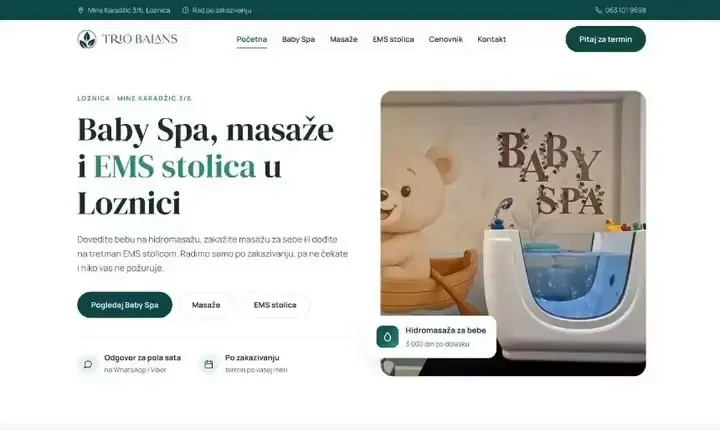 Mine Karadžić 3/6, Loznica
Rad po zakazivanju
063 101 9698
TRIO BALANS
Početna
Baby Spa
Masaže
EMS stolica
Cenovnik
Kontakt
Pitaj za termin
LOZNICA · MINE KARADŽIĆ 3/6
Baby Spa, masaže
i EMS stolica u
Loznici
Dovedite bebu na hidromasažu, zakažite masažu za sebe ili dođite
na tretman EMS stolicom. Radimo samo po zakazivanju, pa ne čekate
i niko vas ne požuruje.
Pogledaj Baby Spa
Masaže
EMS stolica
Odgovor za pola sata
na WhatsApp i Viber
Po zakazivanju
termin po vašoj meri
BABY
SPA
Hidromasaža za bebe
3 000 din po dolasku